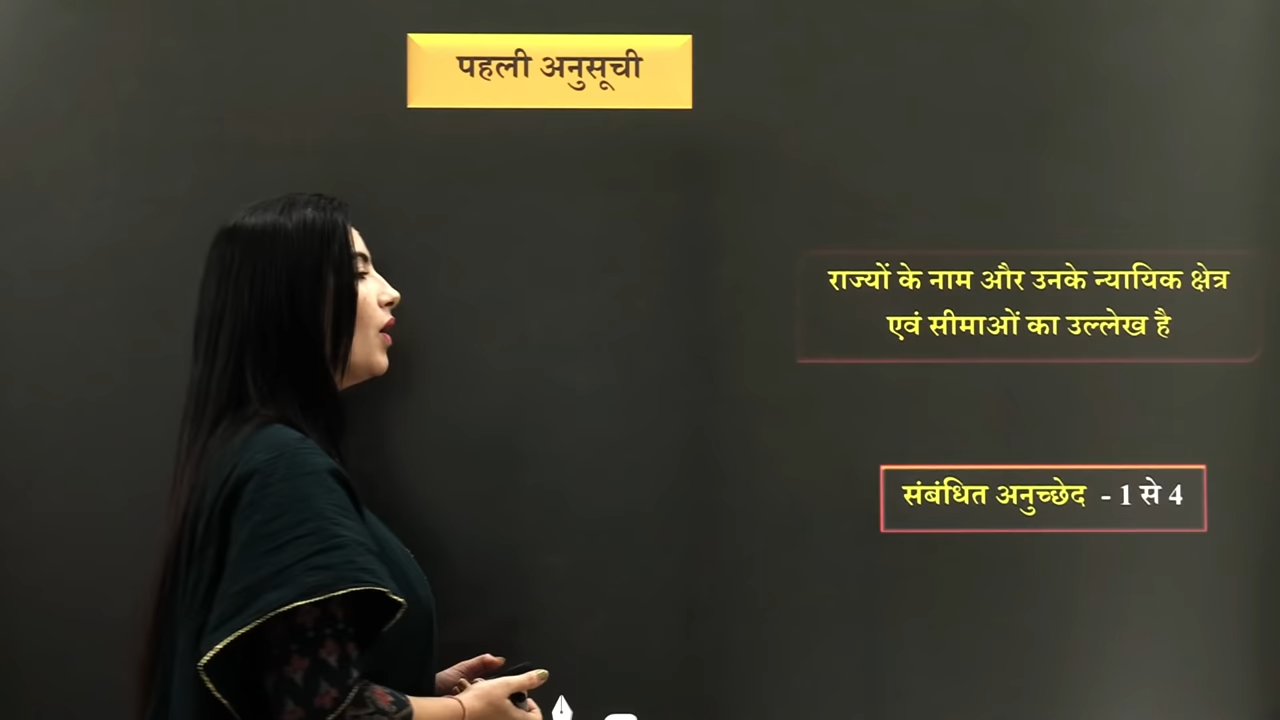 पहली अनुसूची
राज्यों के नाम और उनके न्यायिक क्षेत्र
एवं सीमाओं का उल्लेख है
संबंधित अनुच्छेद - 1 से 4